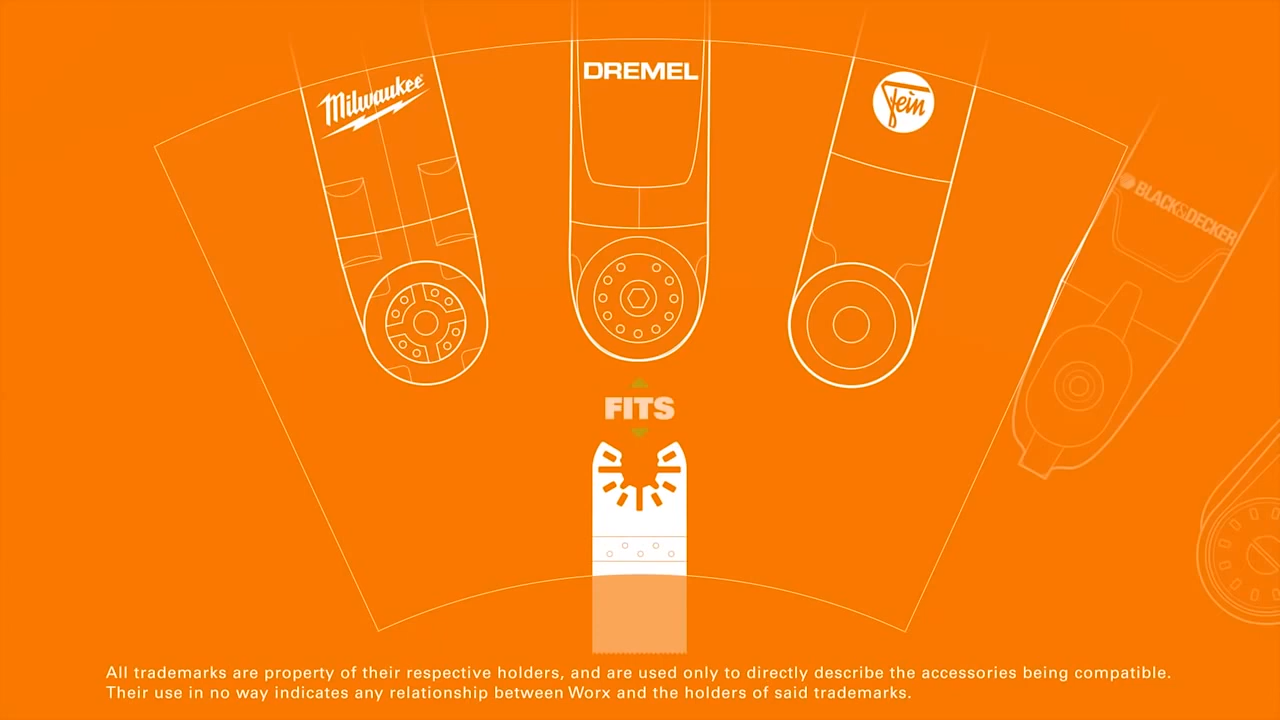 Milwaukee
DREMEL
Fein
BLACK&DECKER
FITS
All trademarks are property of their respective holders, and are used only to directly describe the accessories being compatible.
Their use in no way indicates any relationship between Worx and the holders of said trademarks.